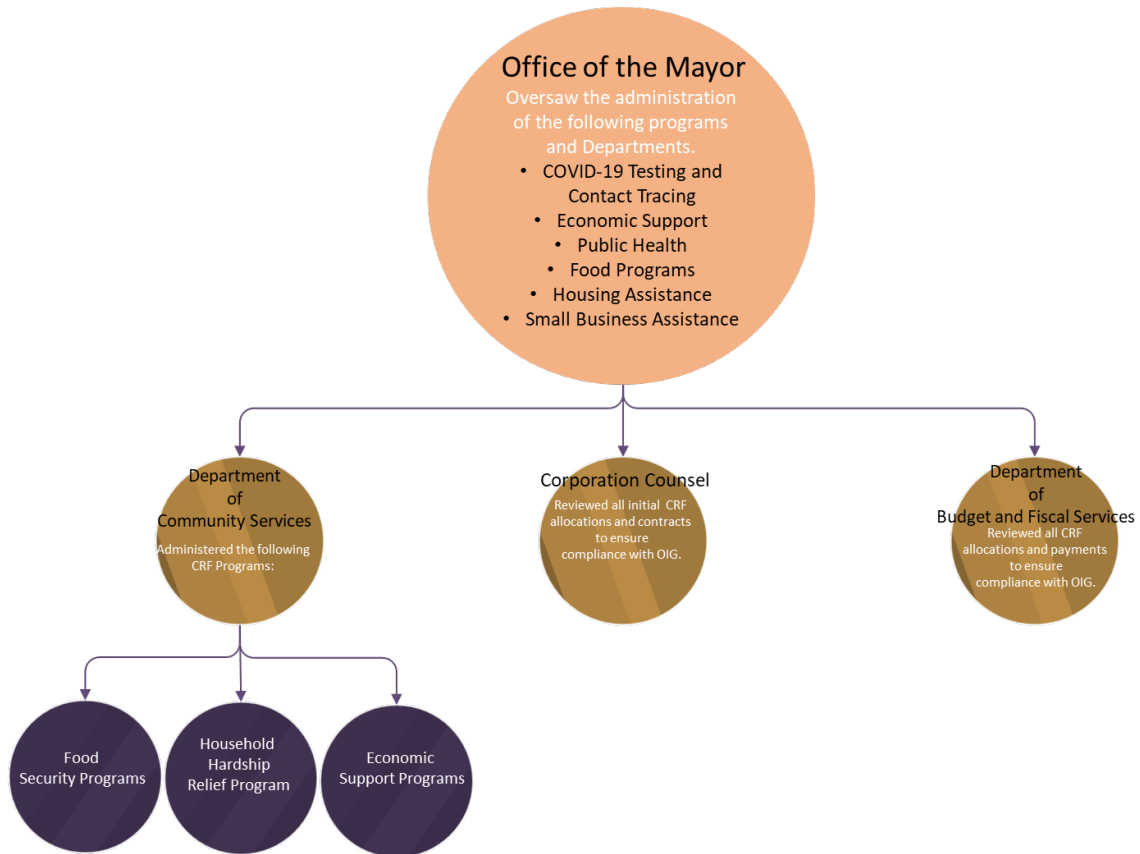 Office of the Mayor
Oversaw the administration
of the following programs
and Departments.
• COVID-19 Testing and
Contact Tracing
• Economic Support
• Public Health
• Food Programs
• Housing Assistance
• Small Business Assistance
Department
of
Community Services
Administered the following
CRF Programs:
Corporation Counsel
Reviewed all initial CRF
allocations and contracts
to ensure
compliance with OIG.
Department
of
Budget and Fiscal Services
Reviewed all CRF
allocations and payments
to ensure
compliance with OIG.
Food
Security Programs
Household
Hardship
Relief Program
Economic
Support Programs